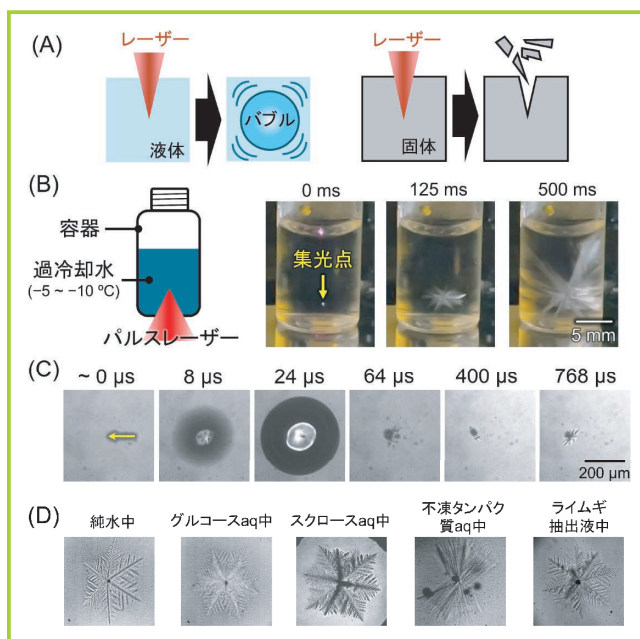 (A)
レーザー
液体
バブル
レーザー
固体
(B)
容器
過冷却水
(−5 ~ −10 ℃)
パルスレーザー
0 ms
125 ms
500 ms
集光点
5 mm
(C)
~ 0 µs
8 µs
24 µs
64 µs
400 µs
768 µs
200 µm
(D)
純水中
グルコースaq中
スクロースaq中
不凍タンパク
質aq中
ライムギ
抽出液中